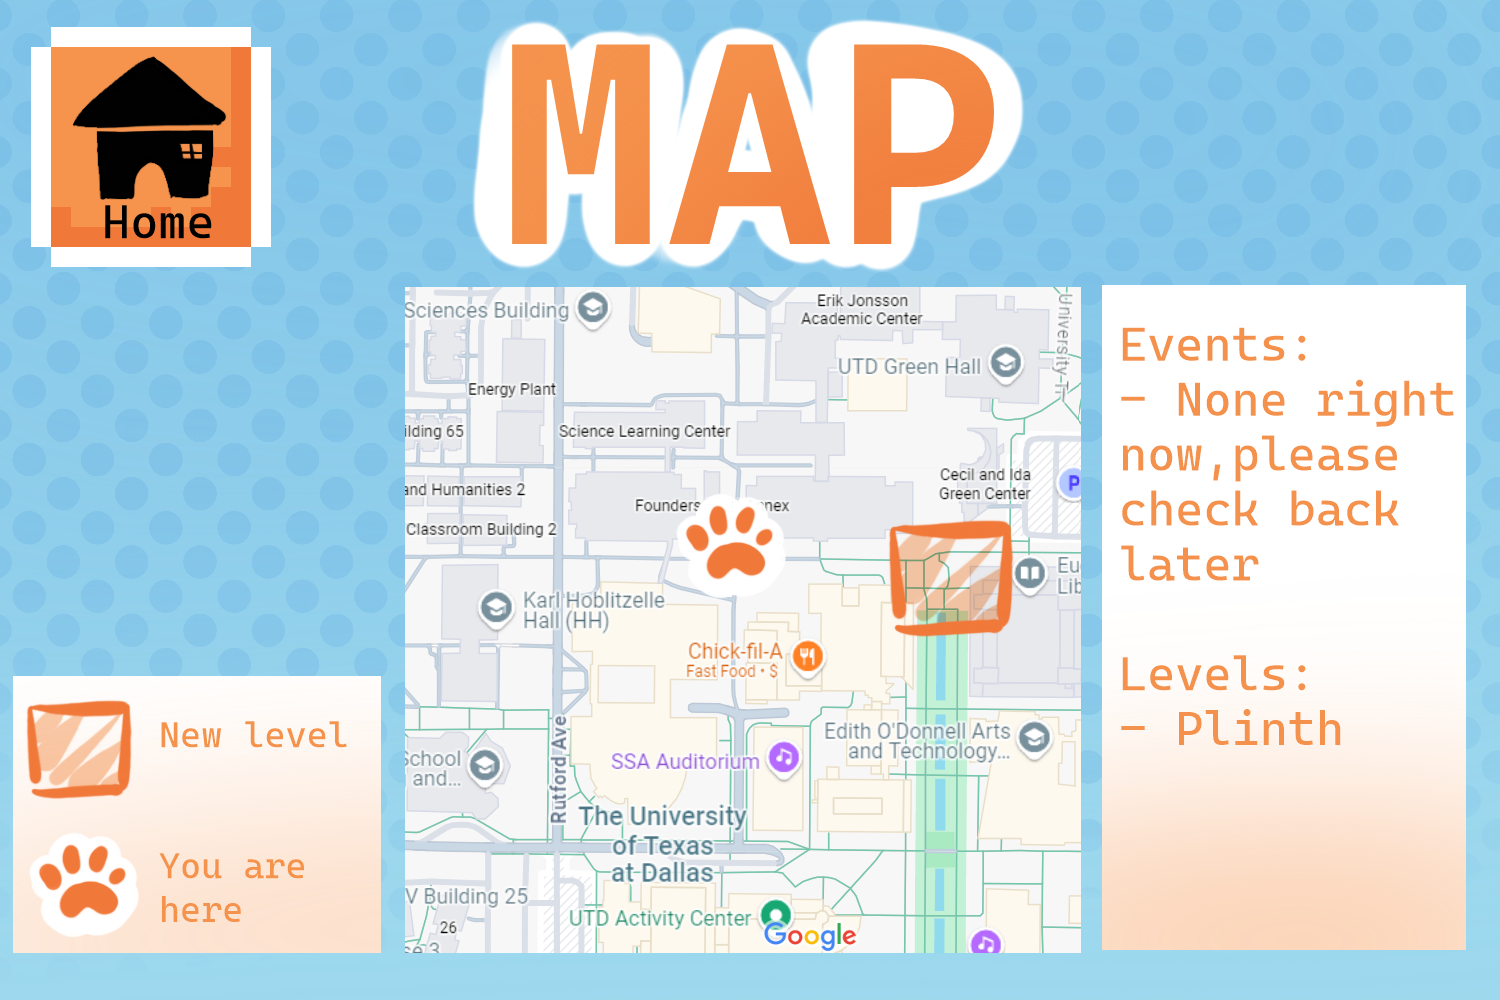 MAP
Home
Sciences Building
Erik Jonsson
Academic Center
University
UTD Green Hall
Energy Plant
ilding 65
Science Learning Center
and Humanities 2
Cecil and Ida
Green Center
P
Founders
nnex
Classroom Building 2
Eu
Lib
Karl Hoblitzelle
Hall (HH)
Chick-fil-A
Fast Food • $
Rutford Ave
Edith O'Donnell Arts
and Technology...
SSA Auditorium
School
and...
The University
of Texas
at Dallas
V Building 25
UTD Activity Center
26
se 3
Google
New level
You are
here
Events:
- None right
now,please
check back
later
Levels:
- Plinth